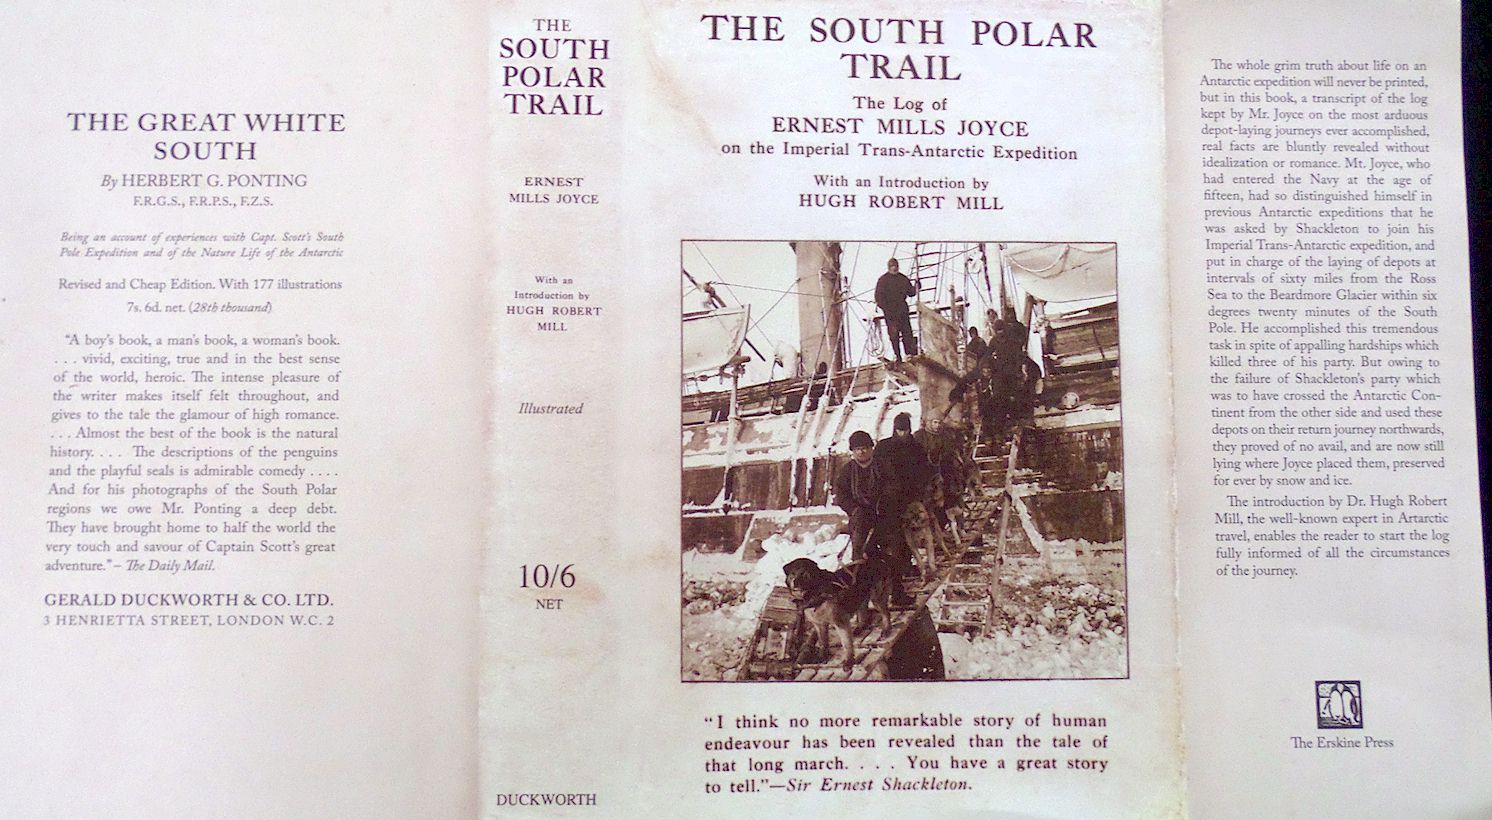 THE GREAT WHITE
SOUTH
By HERBERT G. PONTING
F.R.G.S., F.R.P.S., F.Z.S.
Being an account of experiences with Capt. Scott's South
Pole Expedition and of the Nature Life of the Antarctic
Revised and Cheap Edition. With 177 illustrations
7s. 6d. net. (28th thousand)
"A boy's book, a man's book, a woman's book.
. . . vivid, exciting, true and in the best sense
of the world, heroic. The intense pleasure of
the writer makes itself felt throughout, and
gives to the tale the glamour of high romance.
. . . Almost the best of the book is the natural
history. . . . The descriptions of the penguins
and the playful seals is admirable comedy . . . .
And for his photographs of the South Polar
regions we owe Mr. Ponting a deep debt.
They have brought home to half the world the
very touch and savour of Captain Scott's great
adventure."– The Daily Mail.
GERALD DUCKWORTH & CO. LTD.
3 HENRIETTA STREET, LONDON W.C. 2
THE
SOUTH
POLAR
TRAIL
ERNEST
MILLS JOYCE
With an
Introduction by
HUGH ROBERT
MILL
Illustrated
10/6
NET
DUCKWORTH
THE SOUTH POLAR
TRAIL
The Log of
ERNEST MILLS JOYCE
on the Imperial Trans-Antarctic Expedition
With an Introduction by
HUGH ROBERT MILL
"I think no more remarkable story of human
endeavour has been revealed than the tale of
that long march. . . . You have a great story
to tell."—Sir Ernest Shackleton.
The whole grim truth about life on an
Antarctic expedition will never be printed,
but in this book, a transcript of the log
kept by Mr. Joyce on the most arduous
depot-laying journeys ever accomplished,
real facts are bluntly revealed without
idealization or romance. Mt. Joyce, who
had entered the Navy at the age of
fifteen, had so distinguished himself in
previous Antarctic expeditions that he
was asked by Shackleton to join his
Imperial Trans-Antarctic expedition, and
put in charge of the laying of depots at
intervals of sixty miles from the Ross
Sea to the Beardmore Glacier within six
degrees twenty minutes of the South
Pole. He accomplished this tremendous
task in spite of appalling hardships which
killed three of his party. But owing to
the failure of Shackleton's party which
was to have crossed the Antarctic Con-
tinent from the other side and used these
depots on their return journey northwards,
they proved of no avail, and are now still
lying where Joyce placed them, preserved
for ever by snow and ice.
The introduction by Dr. Hugh Robert
Mill, the well-known expert in Artarctic
travel, enables the reader to start the log
fully informed of all the circumstances
of the journey.
The Erskine Press